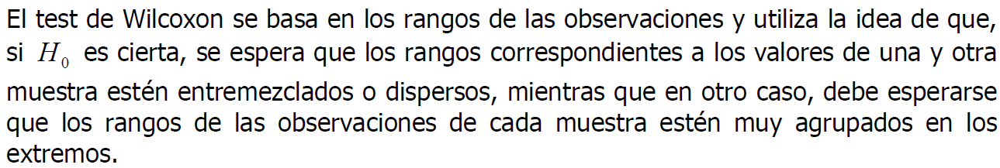 El test de Wilcoxon se basa en los rangos de las observaciones y utiliza la idea de que,
si H₀ es cierta, se espera que los rangos correspondientes a los valores de una y otra
muestra estén entremezclados o dispersos, mientras que en otro caso, debe esperarse
que los rangos de las observaciones de cada muestra estén muy agrupados en los
extremos.